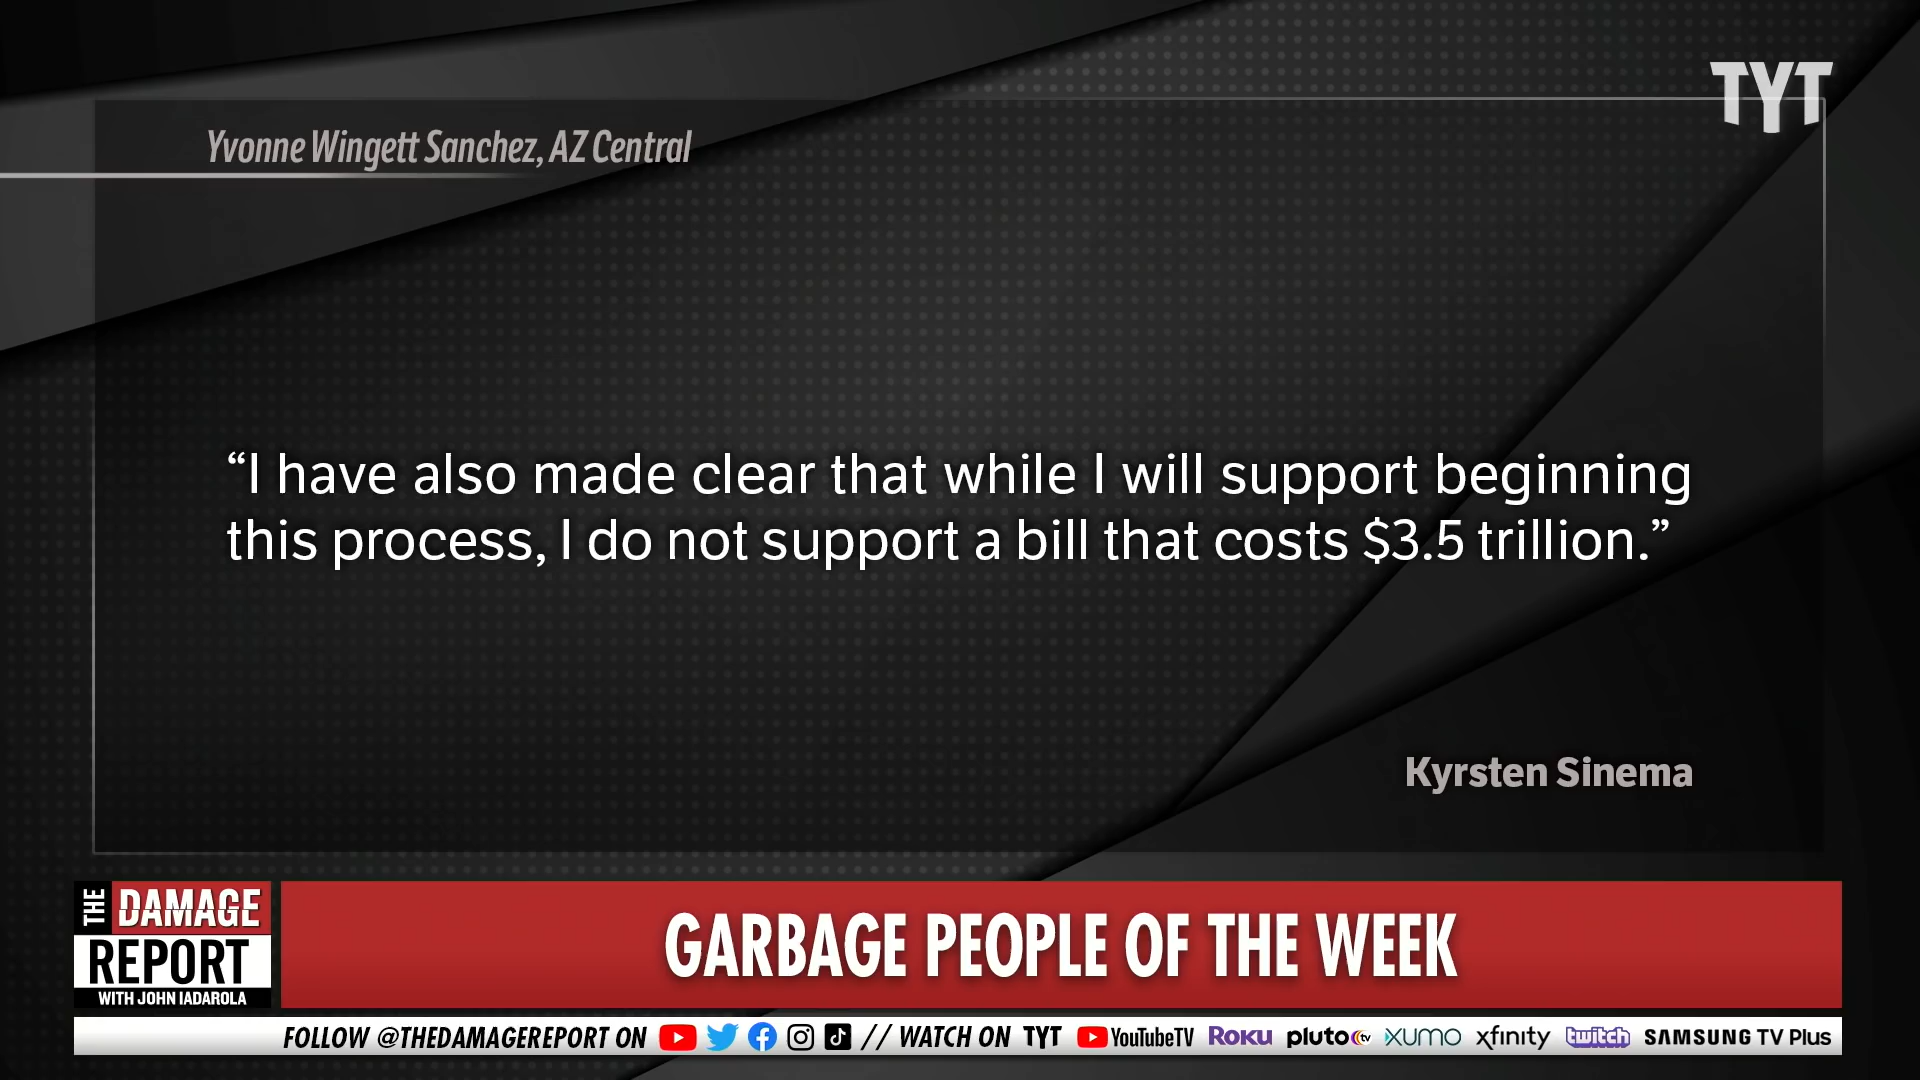 TYT
Yvonne Wingett Sanchez, AZ Central
“I have also made clear that while I will support beginning
this process, I do not support a bill that costs $3.5 trillion.”
Kyrsten Sinema
THE DAMAGE
REPORT
WITH JOHN IADAROLA
GARBAGE PEOPLE OF THE WEEK
FOLLOW @THEDAMAGEREPORT ON // WATCH ON TYT YouTubeTV ROKU pluto tv XUMO xfinity twitch SAMSUNG TV Plus